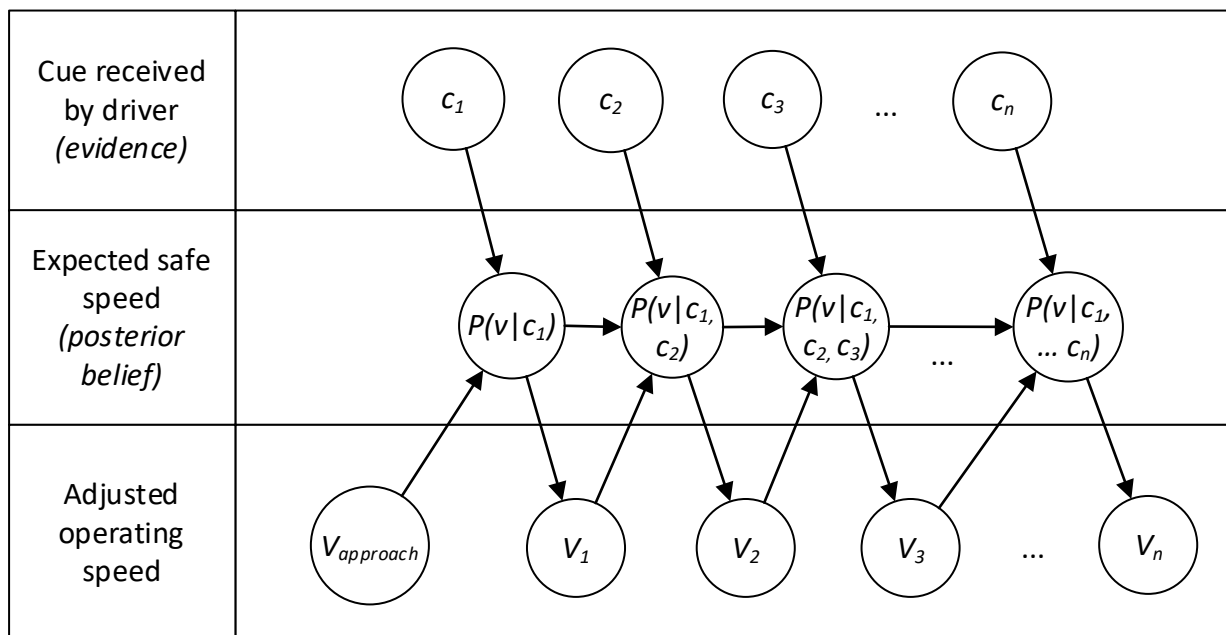 Cue received
by driver
(evidence)
c₁
c₂
c₃
...
cₙ
Expected safe
speed
(posterior
belief)
P(v|c₁)
P(v|c₁,
c₂)
P(v|c₁,
c₂, c₃)
...
P(v|c₁,
... cₙ)
Adjusted
operating
speed
V_approach
V₁
V₂
V₃
...
Vₙ